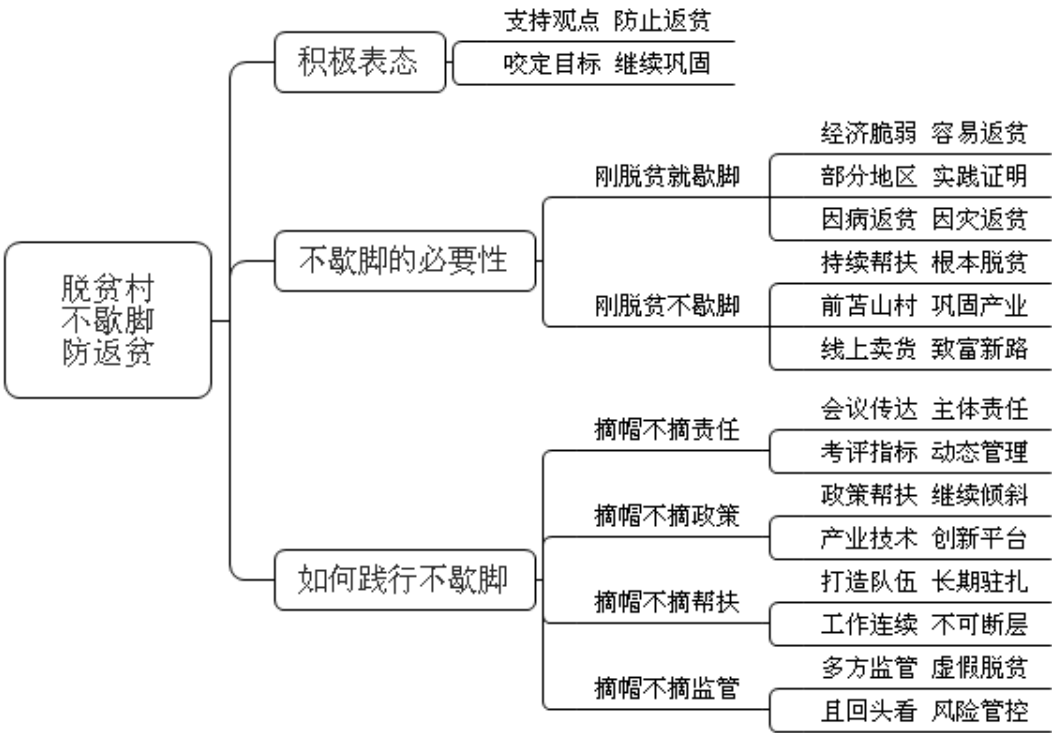 脱贫村
不歇脚
防返贫
积极表态
支持观点 防止返贫
咬定目标 继续巩固
不歇脚的必要性
刚脱贫就歇脚
经济脆弱 容易返贫
部分地区 实践证明
因病返贫 因灾返贫
刚脱贫不歇脚
持续帮扶 根本脱贫
前苫山村 巩固产业
线上卖货 致富新路
如何践行不歇脚
摘帽不摘责任
会议传达 主体责任
考评指标 动态管理
摘帽不摘政策
政策帮扶 继续倾斜
产业技术 创新平台
摘帽不摘帮扶
打造队伍 长期驻扎
工作连续 不可断层
摘帽不摘监管
多方监管 虚假脱贫
且回头看 风险管控